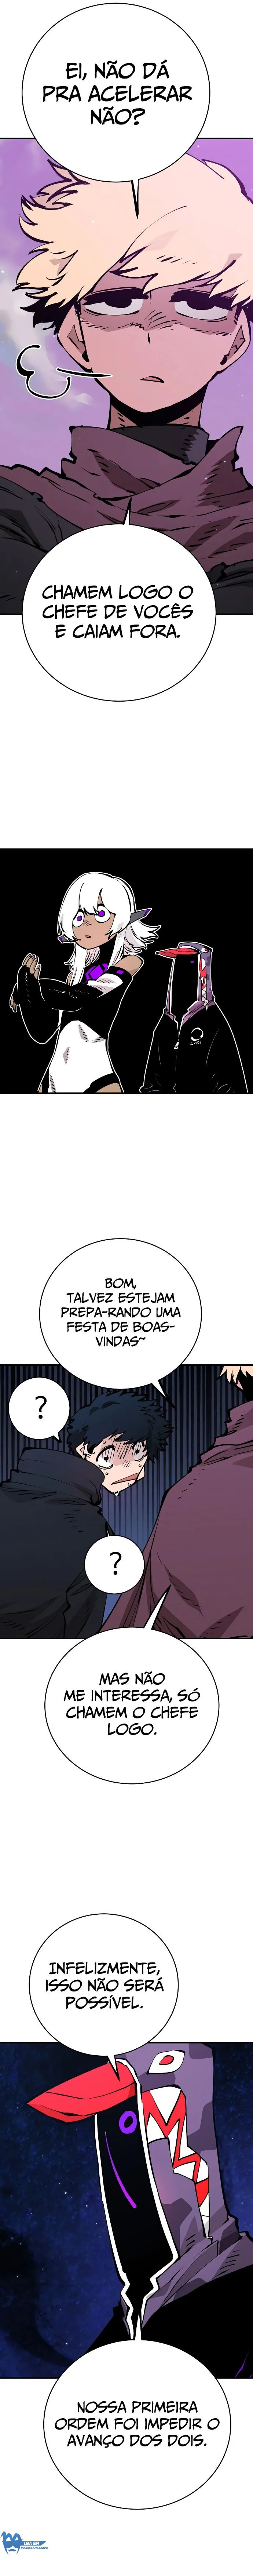 EI, NÃO DÁ
PRA ACELERAR
NÃO?
CHAMEM LOGO O
CHEFE DE VOCÊS
E CAIAM FORA.
BOM,
TALVEZ ESTEJAM
PREPA-RANDO UMA
FESTA DE BOAS-
VINDAS~
?
?
MAS NÃO
ME INTERESSA, SÓ
CHAMEM O CHEFE
LOGO.
INFELIZMENTE,
ISSO NÃO SERÁ
POSSÍVEL.
NOSSA PRIMEIRA
ORDEM FOI IMPEDIR O
AVANÇO DOS DOIS.
LEIA EM